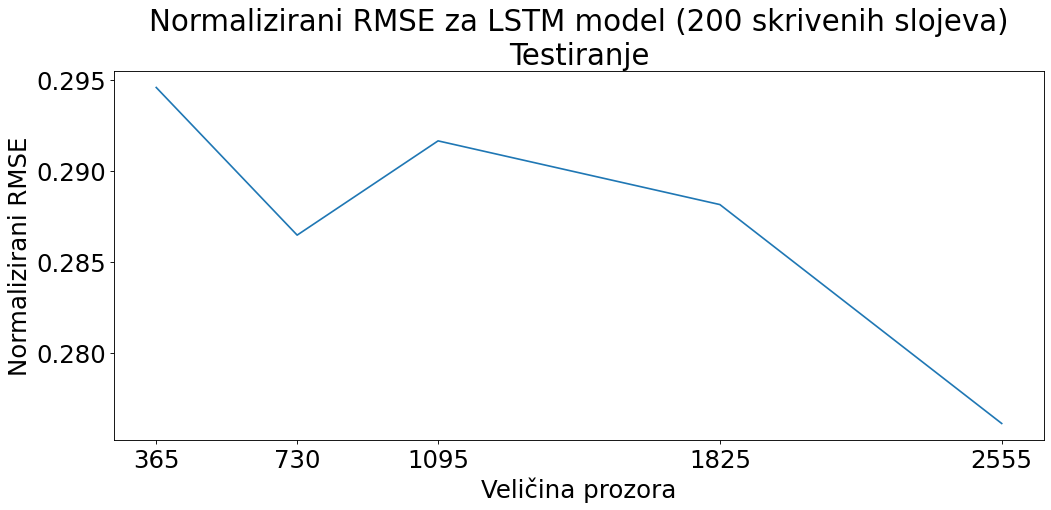 Normalizirani RMSE za LSTM model (200 skrivenih slojeva)
Testiranje
0.295
0.290
0.285
0.280
Normalizirani RMSE
365 730 1095 1825 2555
Veličina prozora